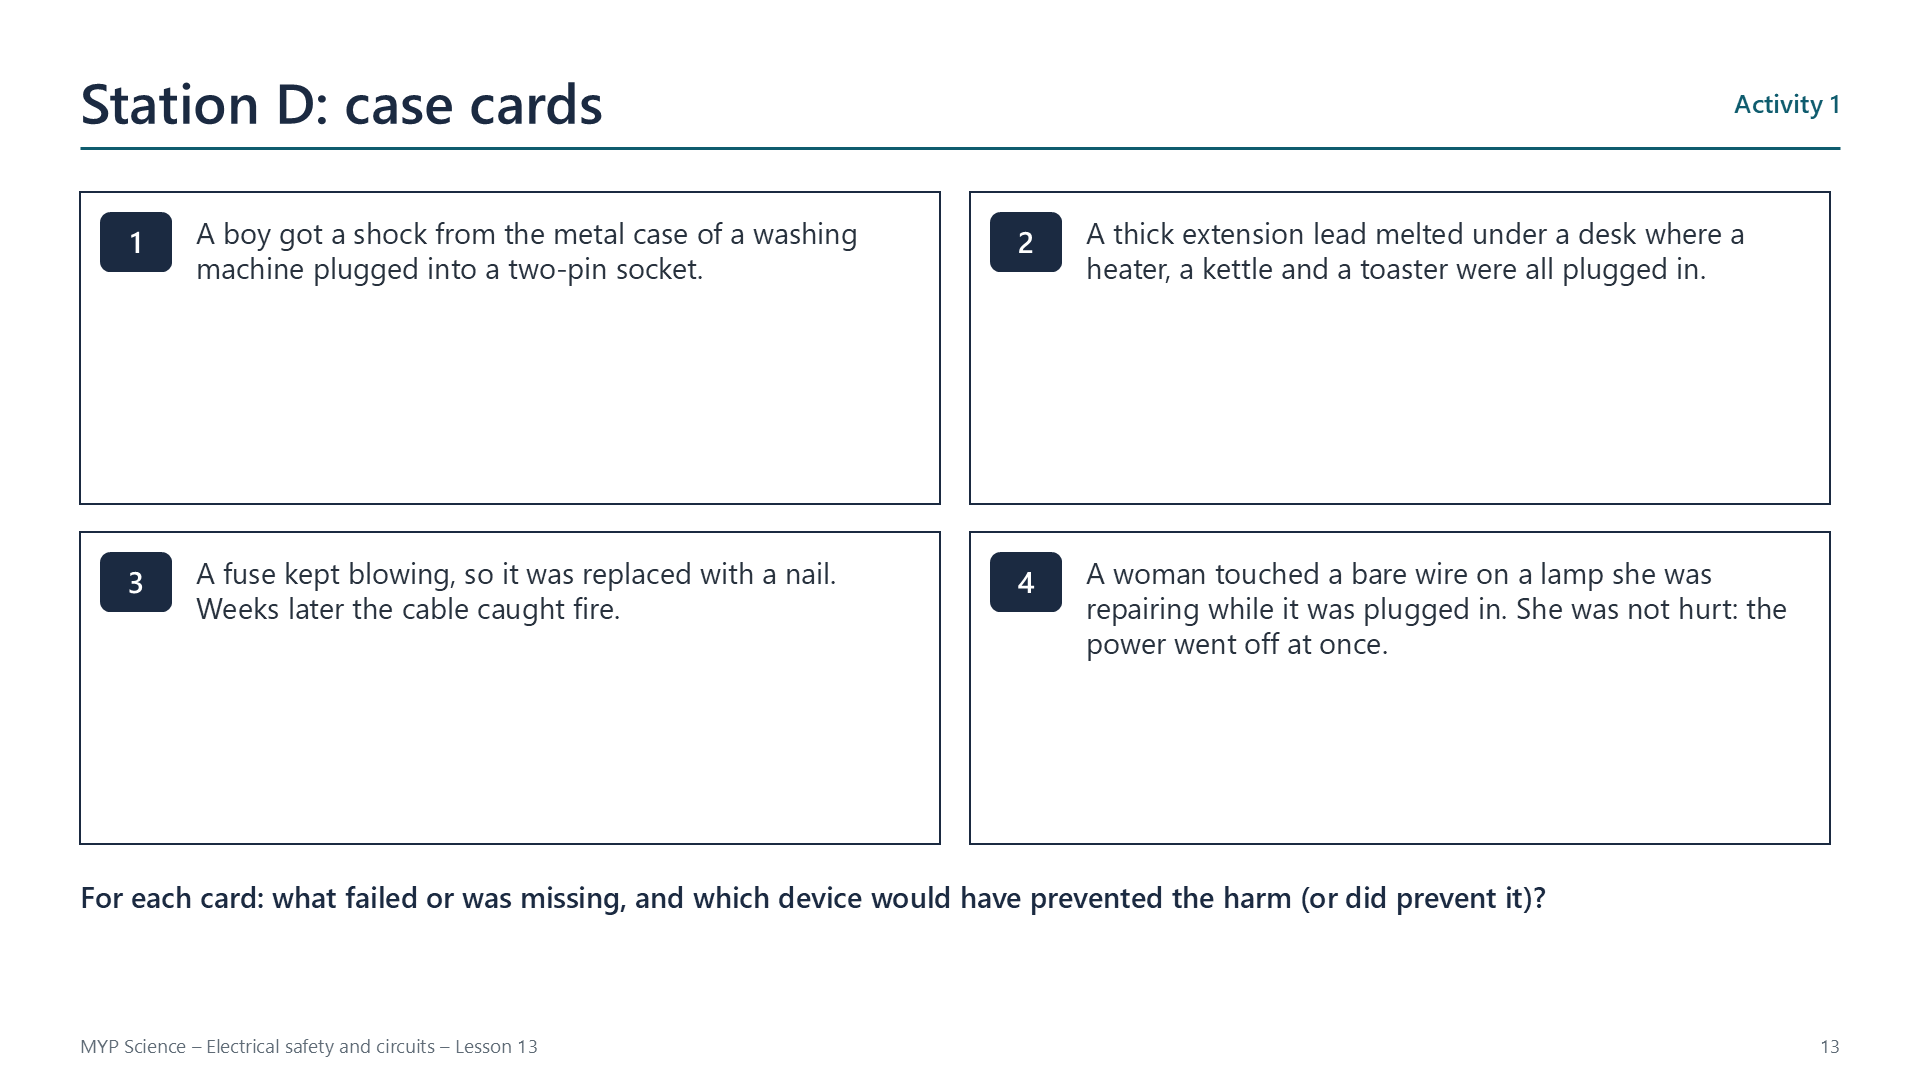 Station D: case cards
Activity 1
1
A boy got a shock from the metal case of a washing
machine plugged into a two-pin socket.
2
A thick extension lead melted under a desk where a
heater, a kettle and a toaster were all plugged in.
3
A fuse kept blowing, so it was replaced with a nail.
Weeks later the cable caught fire.
4
A woman touched a bare wire on a lamp she was
repairing while it was plugged in. She was not hurt: the
power went off at once.
For each card: what failed or was missing, and which device would have prevented the harm (or did prevent it)?
MYP Science – Electrical safety and circuits – Lesson 13
13